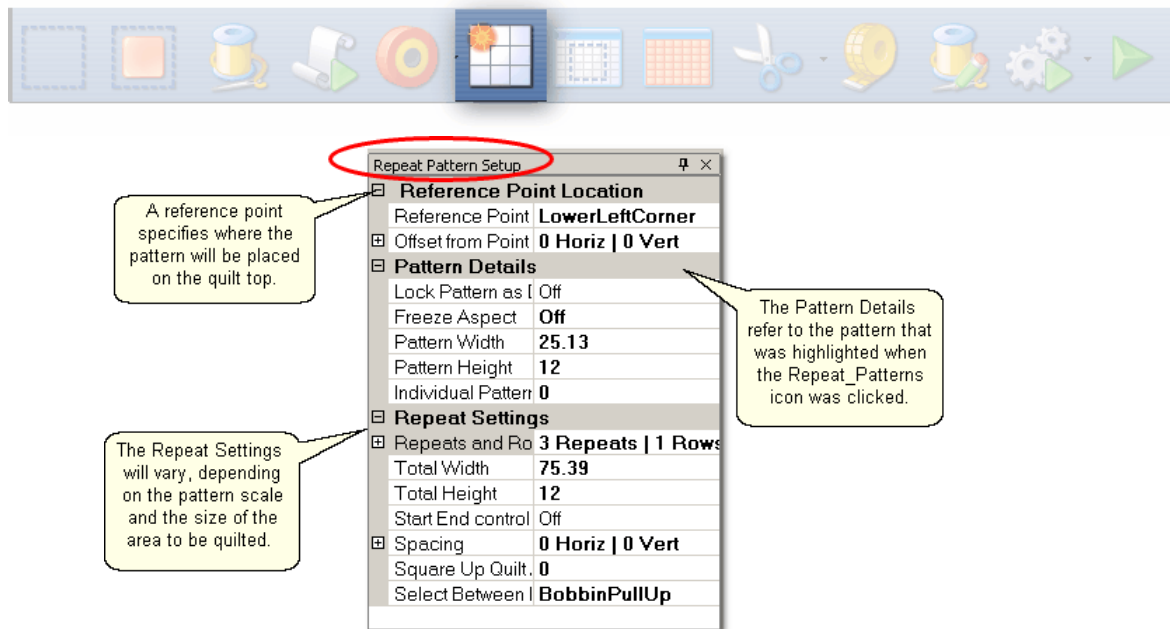 Repeat Pattern Setup
Reference Point Location
Reference Point LowerLeftCorner
Offset from Point 0 Horiz | 0 Vert
Pattern Details
Lock Pattern as Off
Freeze Aspect Off
Pattern Width 25.13
Pattern Height 12
Individual Patterr 0
Repeat Settings
Repeats and Ro 3 Repeats | 1 Rows
Total Width 75.39
Total Height 12
Start End control Off
Spacing 0 Horiz | 0 Vert
Square Up Quilt. 0
Select Between BobbinPullUp
A reference point
specifies where the
pattern will be placed
on the quilt top.
The Pattern Details
refer to the pattern that
was highlighted when
the Repeat_Patterns
icon was clicked.
The Repeat Settings
will vary, depending
on the pattern scale
and the size of the
area to be quilted.